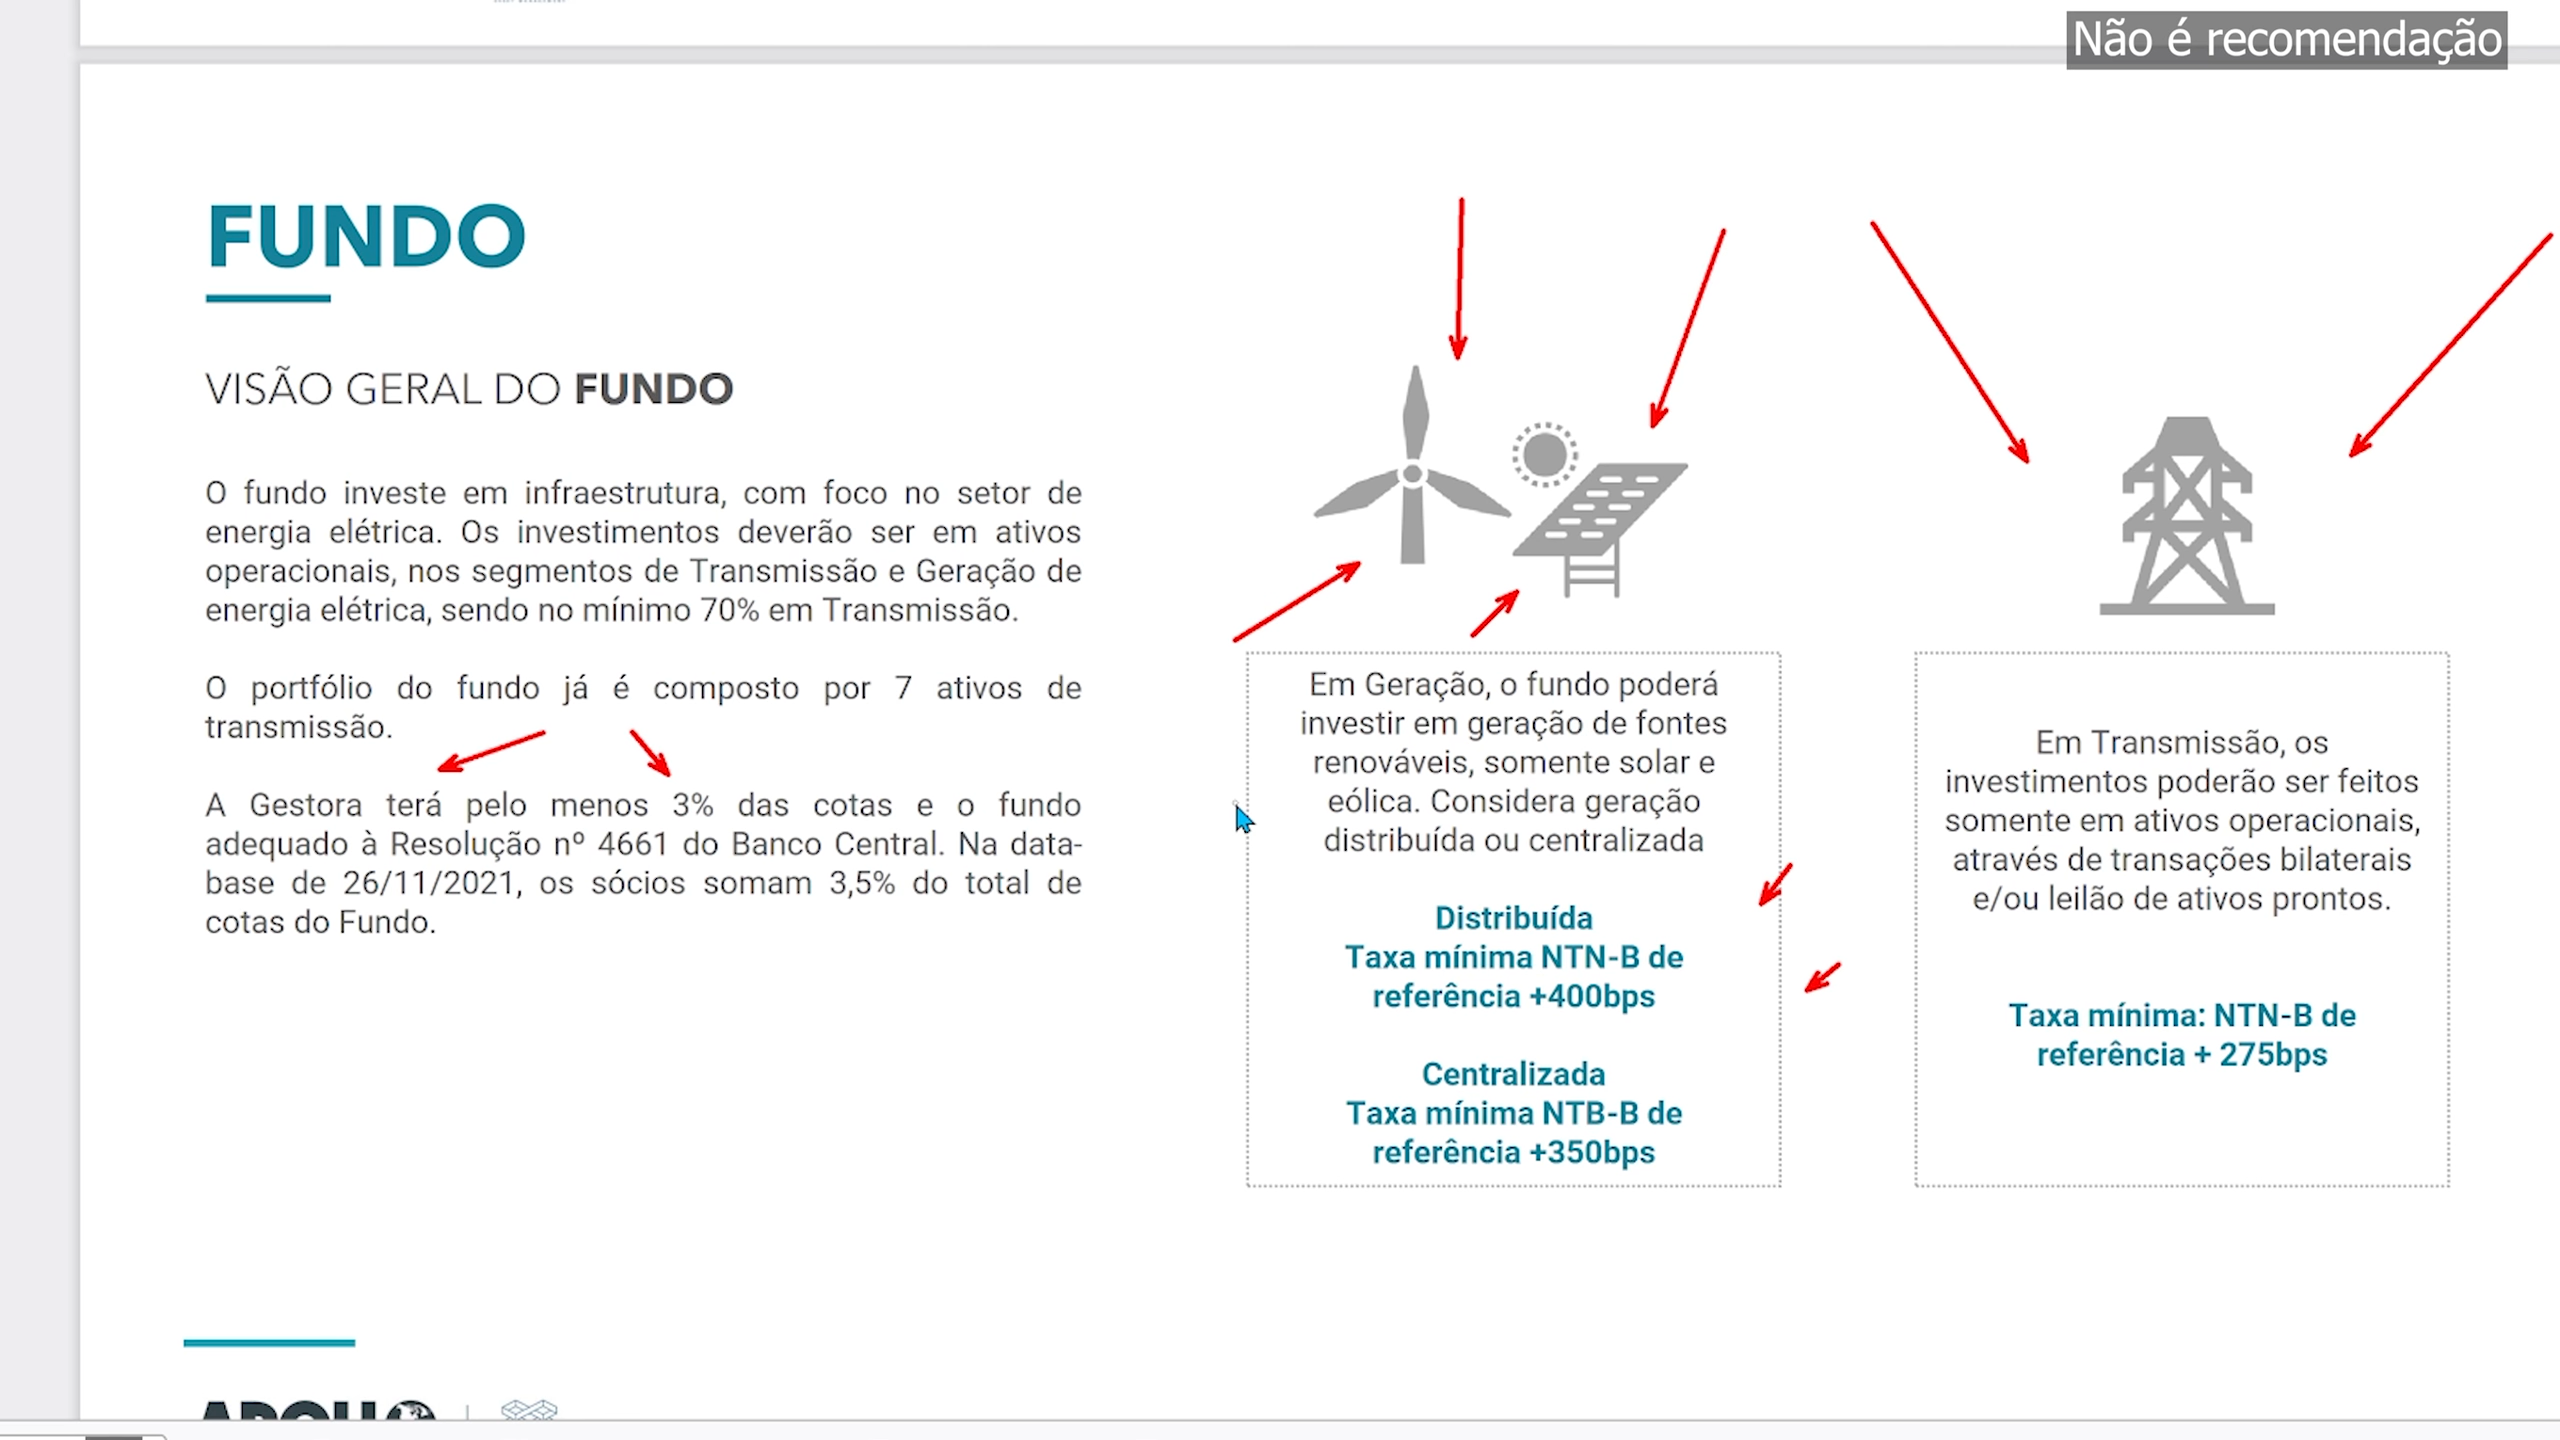 Não é recomendação
FUNDO
VISÃO GERAL DO FUNDO
O fundo investe em infraestrutura, com foco no setor de
energia elétrica. Os investimentos deverão ser em ativos
operacionais, nos segmentos de Transmissão e Geração de
energia elétrica, sendo no mínimo 70% em Transmissão.
O portfólio do fundo já é composto por 7 ativos de
transmissão.
A Gestora terá pelo menos 3% das cotas e o fundo
adequado à Resolução nº 4661 do Banco Central. Na data-
base de 26/11/2021, os sócios somam 3,5% do total de
cotas do Fundo.
Em Geração, o fundo poderá
investir em geração de fontes
renováveis, somente solar e
eólica. Considera geração
distribuída ou centralizada
Distribuída
Taxa mínima NTN-B de
referência +400bps
Centralizada
Taxa mínima NTB-B de
referência +350bps
Em Transmissão, os
investimentos poderão ser feitos
somente em ativos operacionais,
através de transações bilaterais
e/ou leilão de ativos prontos.
Taxa mínima: NTN-B de
referência + 275bps